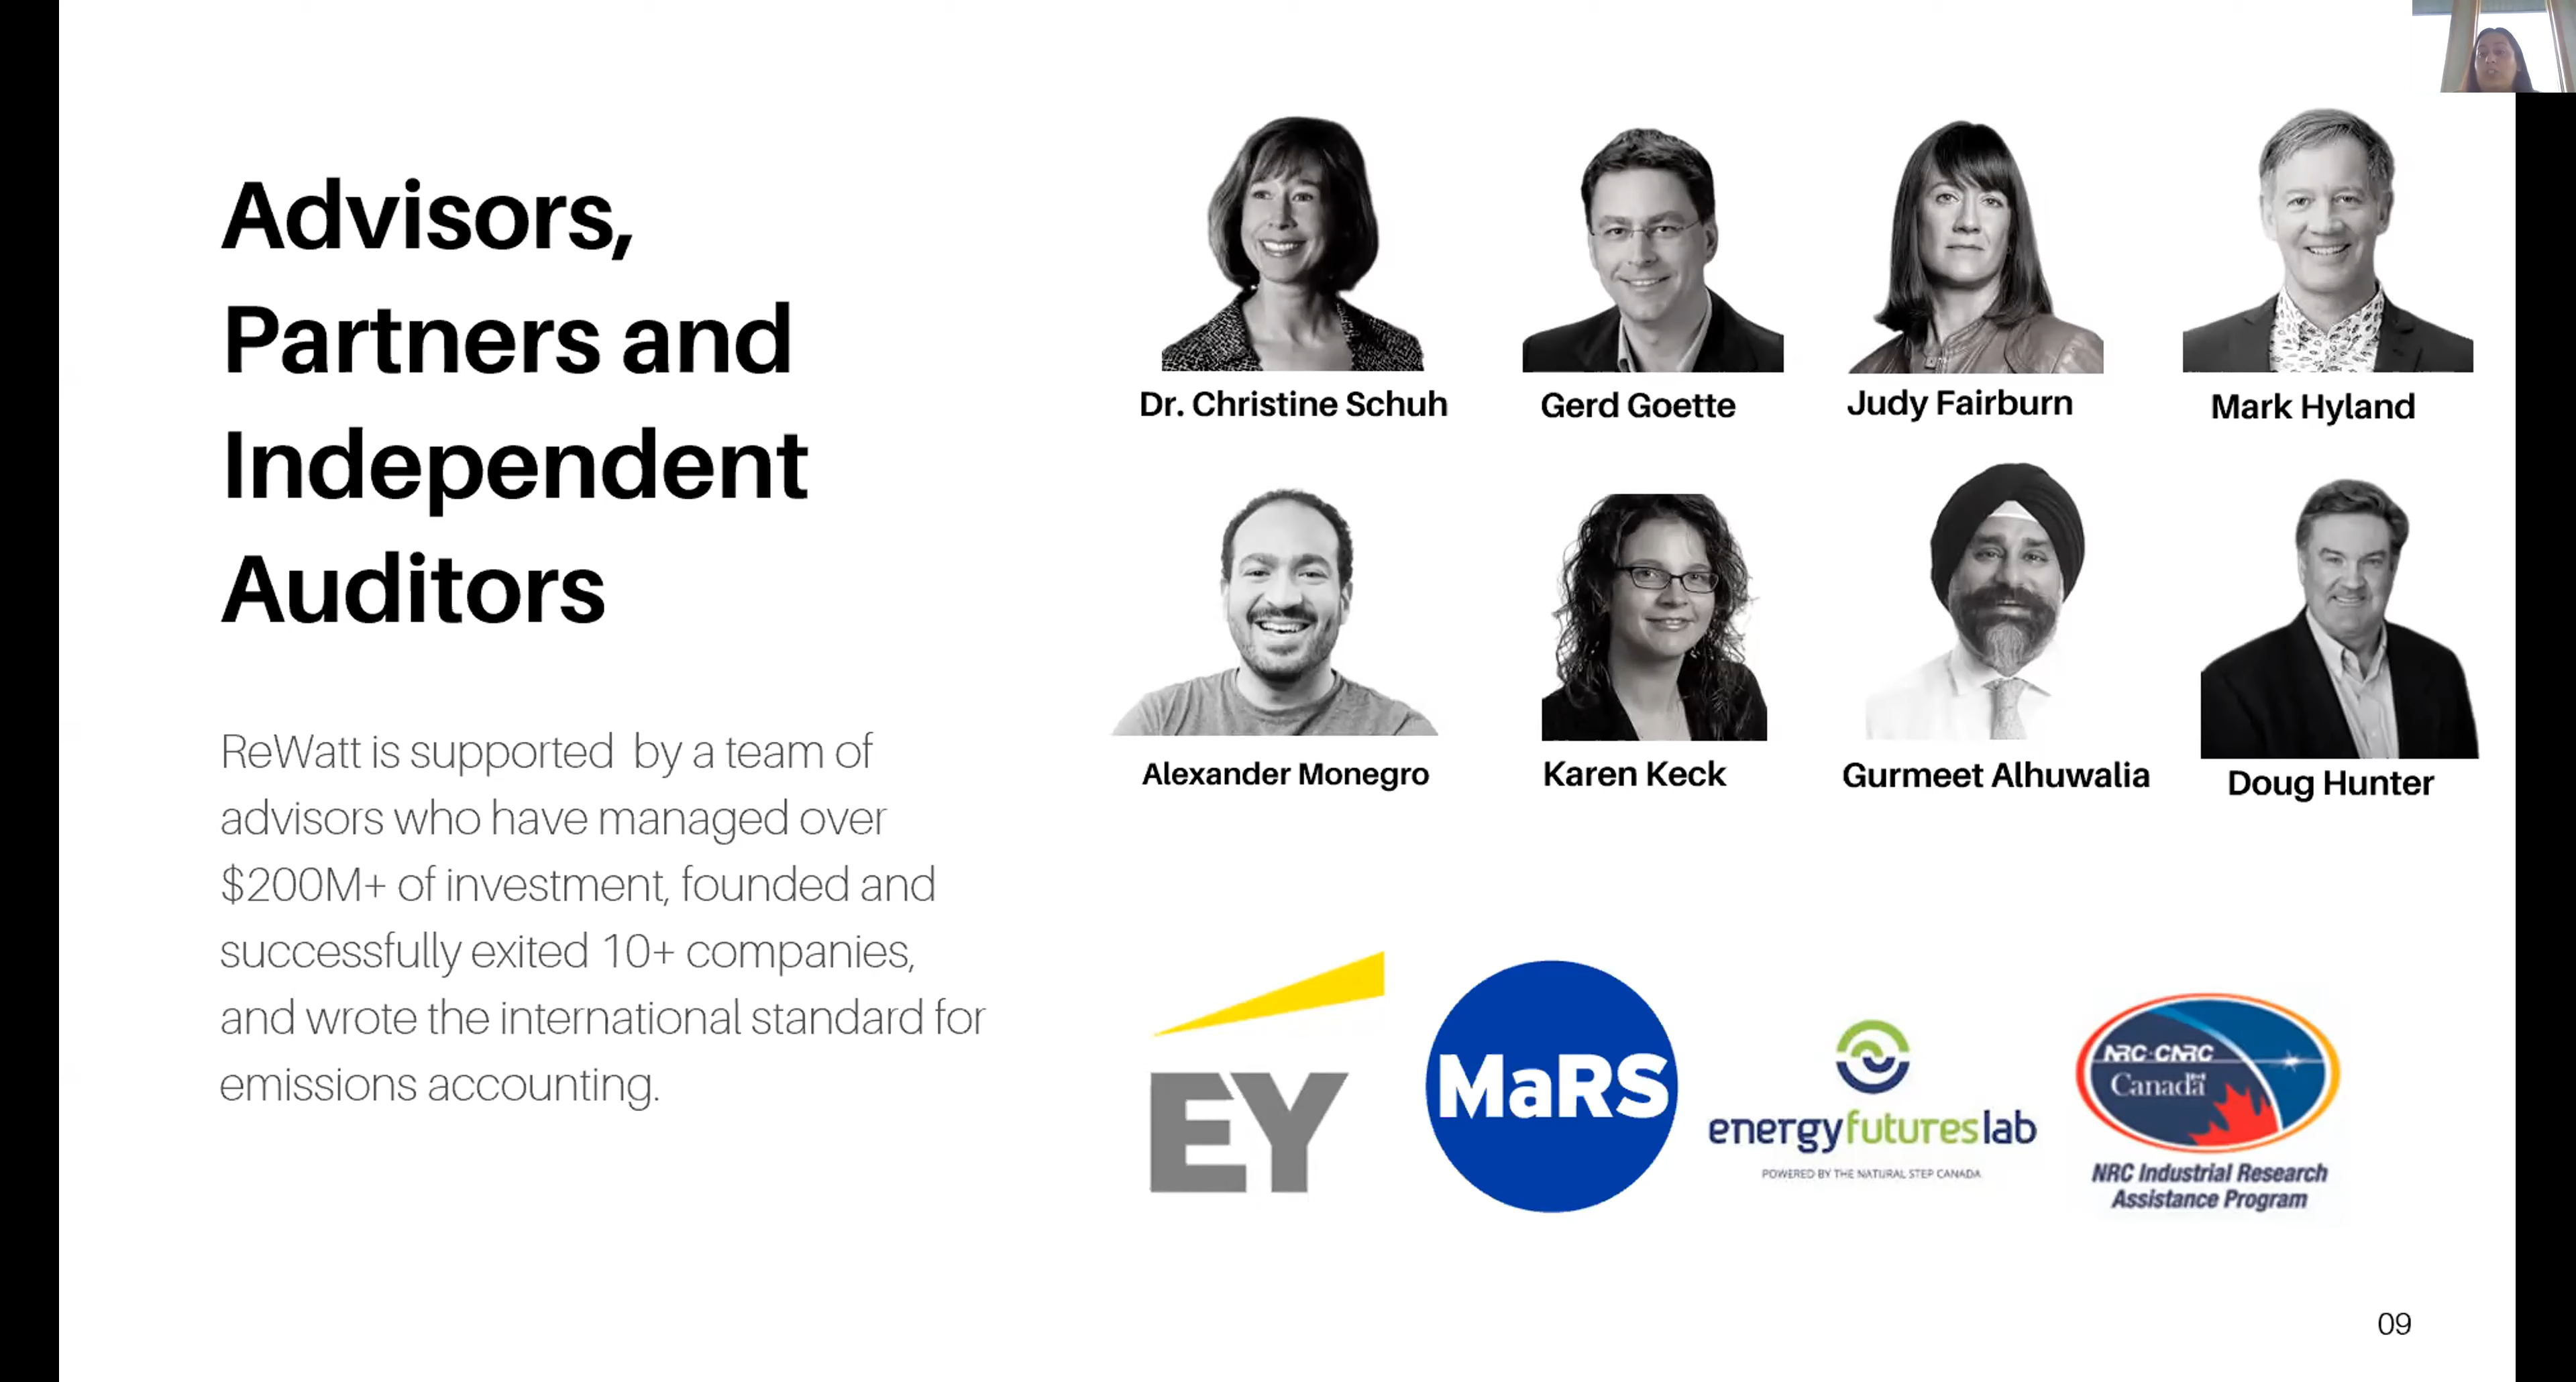 Advisors,
Partners and
Independent
Auditors
ReWatt is supported by a team of
advisors who have managed over
$200M+ of investment, founded and
successfully exited 10+ companies,
and wrote the international standard for
emissions accounting.
Dr. Christine Schuh
Gerd Goette
Judy Fairburn
Mark Hyland
Alexander Monegro
Karen Keck
Gurmeet Alhuwalia
Doug Hunter
EY
MaRS
energyfutureslab
POWERED BY THE NATURAL STEP CANADA
NRC·CNRC
Canada
NRC Industrial Research
Assistance Program
09